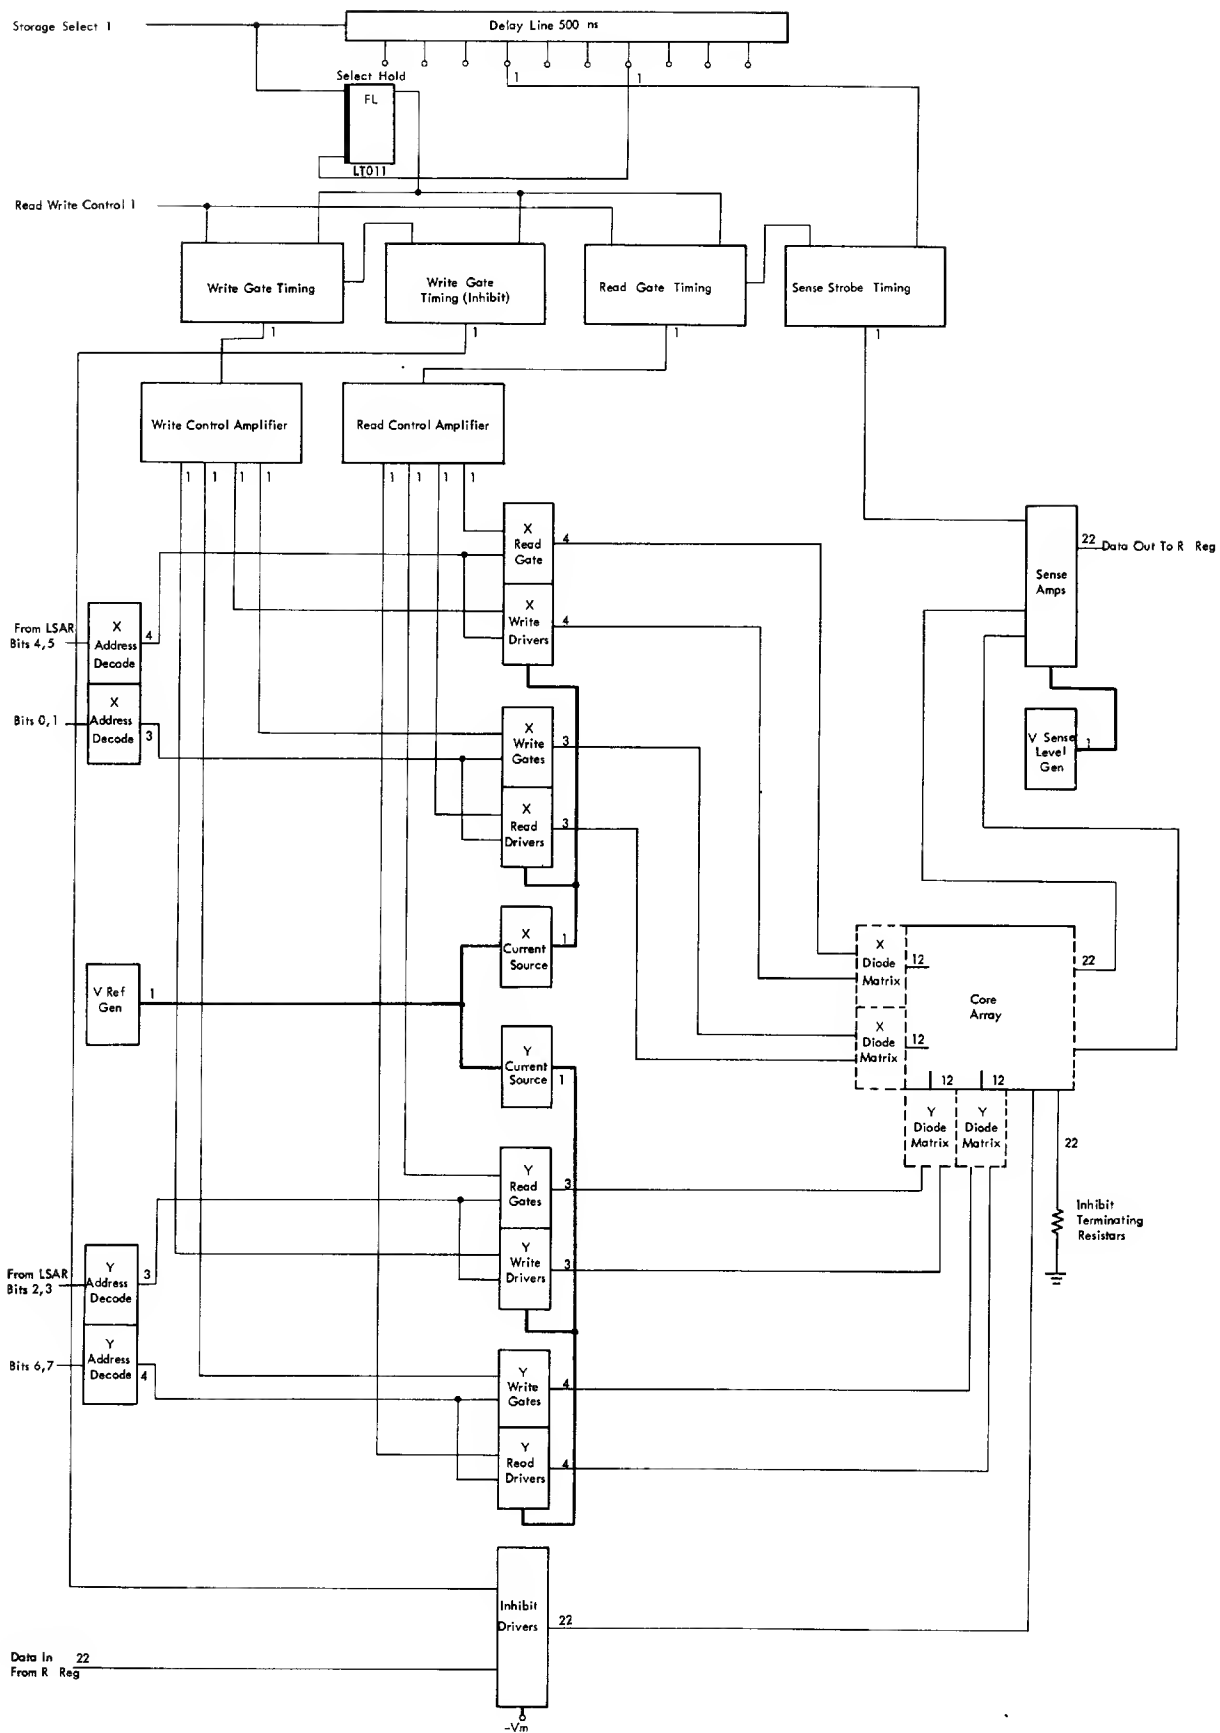 Storage Select 1
Delay Line 500 ns
1
1
Select Hold
FL
LT011
Read Write Control 1
Write Gate Timing
Write Gate
Timing (Inhibit)
Read Gate Timing
Sense Strobe Timing
1
1
1
1
Write Control Amplifier
Read Control Amplifier
1 1 1 1
1 1 1 1
X
Read
Gate
4
X
Write
Drivers
4
22
Data Out To R Reg
Sense
Amps
From LSAR
Bits 4,5
X
Address
Decode
4
Bits 0,1
X
Address
Decode
3
X
Write
Gates
3
X
Read
Drivers
3
V Sense
Level
Gen
1
X
Current
Source
1
V Ref
Gen
1
Y
Current
Source
1
X
Diode
Matrix
12
X
Diode
Matrix
12
Core
Array
22
12
12
Y
Diode
Matrix
Y
Diode
Matrix
22
Inhibit
Terminating
Resistars
Y
Read
Gates
3
Y
Write
Drivers
3
From LSAR
Bits 2,3
Y
Address
Decode
3
Bits 6,7
Y
Address
Decode
4
Y
Write
Gates
4
Y
Read
Drivers
4
Inhibit
Drivers
22
Data In
From R Reg
22
-Vm